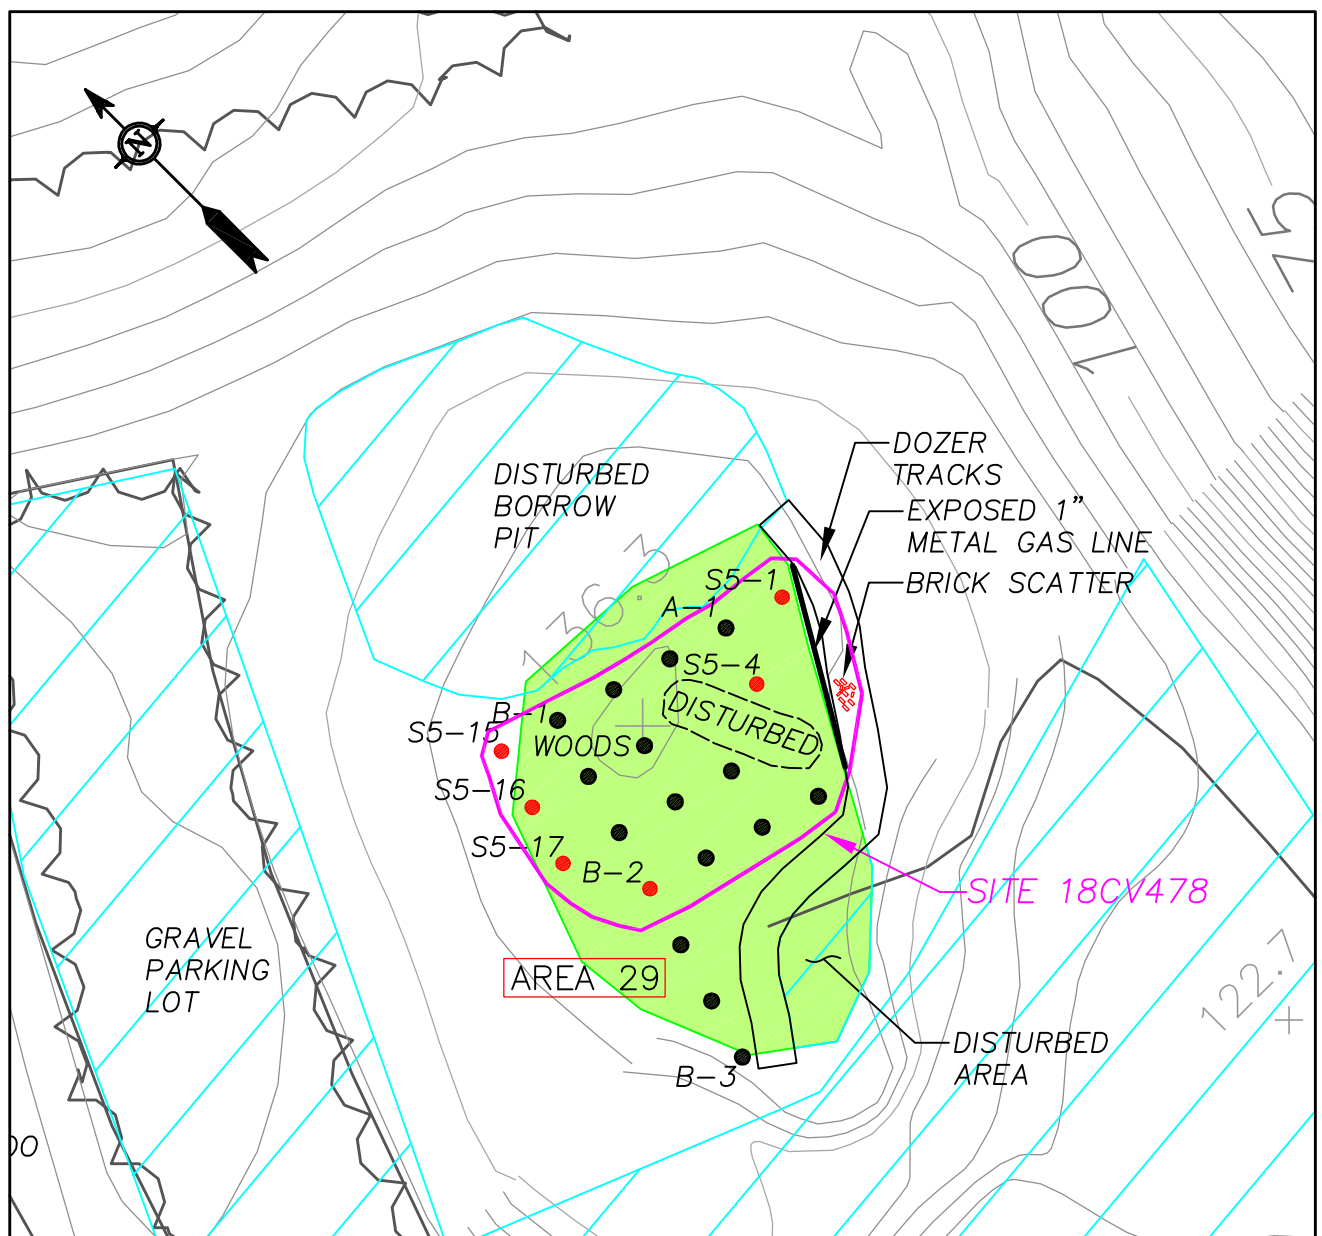 N
75
100
DISTURBED
BORROW
PIT
DOZER
TRACKS
EXPOSED 1”
METAL GAS LINE
BRICK SCATTER
136.3
S5-1
A-1
S5-4
DISTURBED
B-1
WOODS
S5-15
S5-16
S5-17
B-2
SITE 18CV478
GRAVEL
PARKING
LOT
AREA 29
122.7
DISTURBED
AREA
B-3